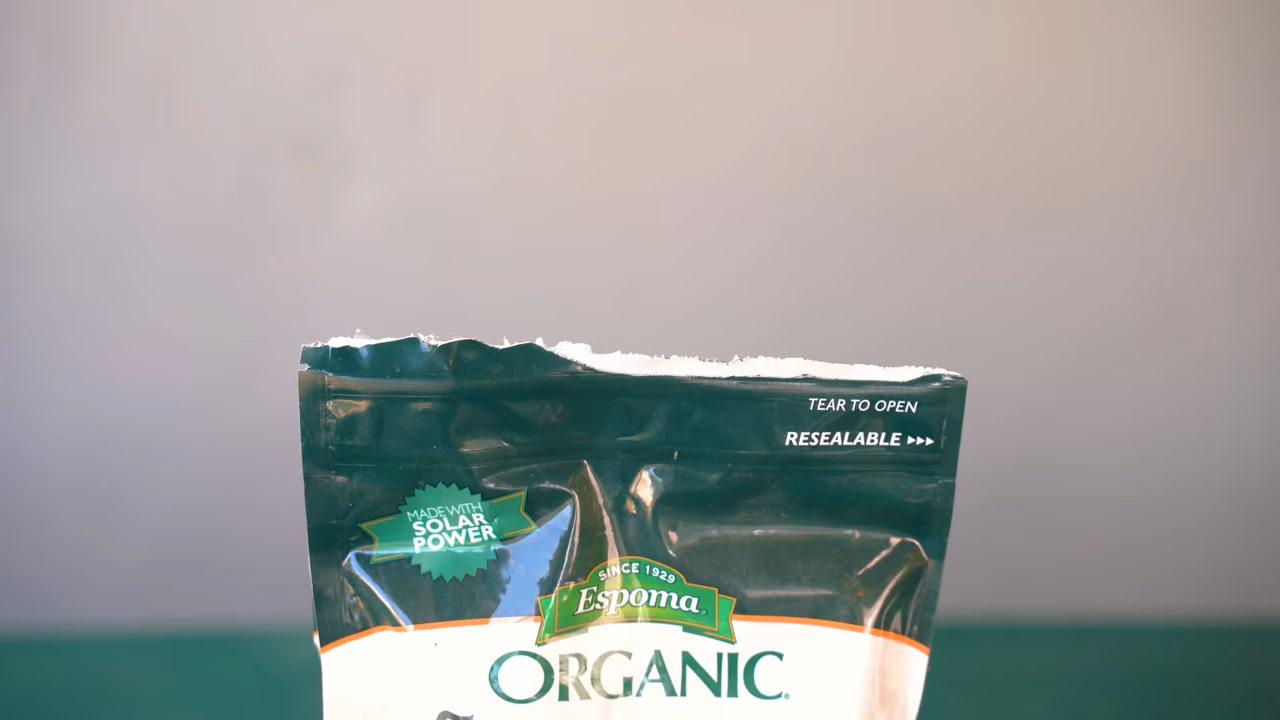 TEAR TO OPEN
RESEALABLE
MADE WITH
SOLAR
POWER
SINCE 1929
Espoma
ORGANIC